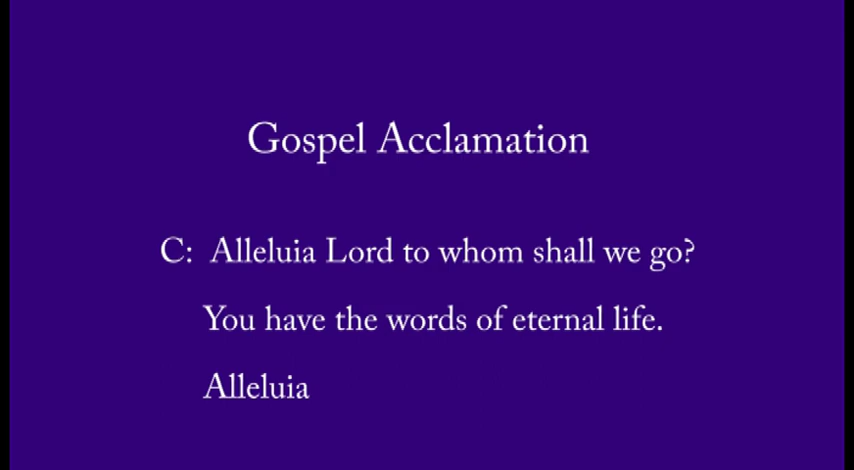 Gospel Acclamation
C: Alleluia Lord to whom shall we go?
You have the words of eternal life.
Alleluia